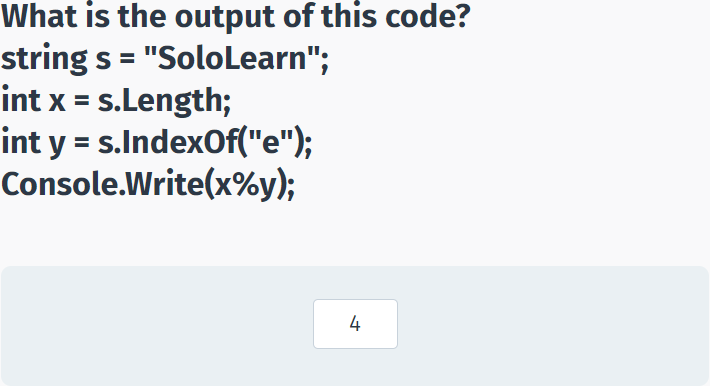 What is the output of this code?
string s = "SoloLearn";
int x = s.Length;
int y = s.IndexOf("e");
Console.Write(x%y);
4